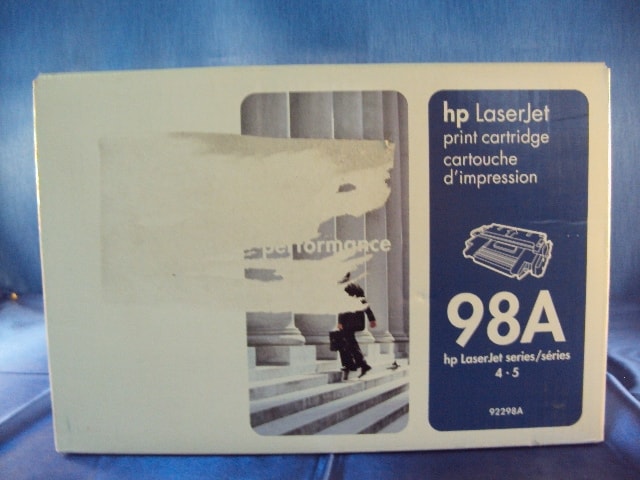 performance
hp LaserJet
print cartridge
cartouche
d'impression
98A
hp LaserJet series/séries
4 · 5
92298A